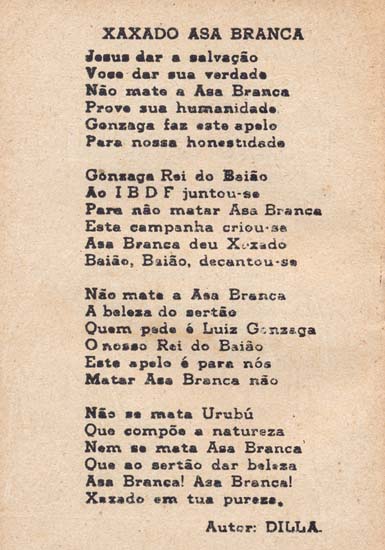 XAXADO ASA BRANCA
Jesus dar a salvação
Vose dar sua verdade
Não mate a Asa Branca
Prove sua humanidade
Gonzaga faz este apelo
Para nossa honestidade
Gonzaga Rei do Baião
Ao I B D F juntou-se
Para não matar Asa Branca
Esta campanha criou-se
Asa Branca deu Xaxado
Baião, Baião, decantou-se
Não mate a Asa Branca
A beleza do sertão
Quem pede é Luiz Gonzaga
O nosso Rei do Baião
Este apelo é para nós
Matar Asa Branca não
Não se mata Urubú
Que compõe a natureza
Nem se mata Asa Branca
Que ao sertão dar beleza
Asa Branca! Asa Branca!
Xaxado em tua pureza.
Autor: DILLA.